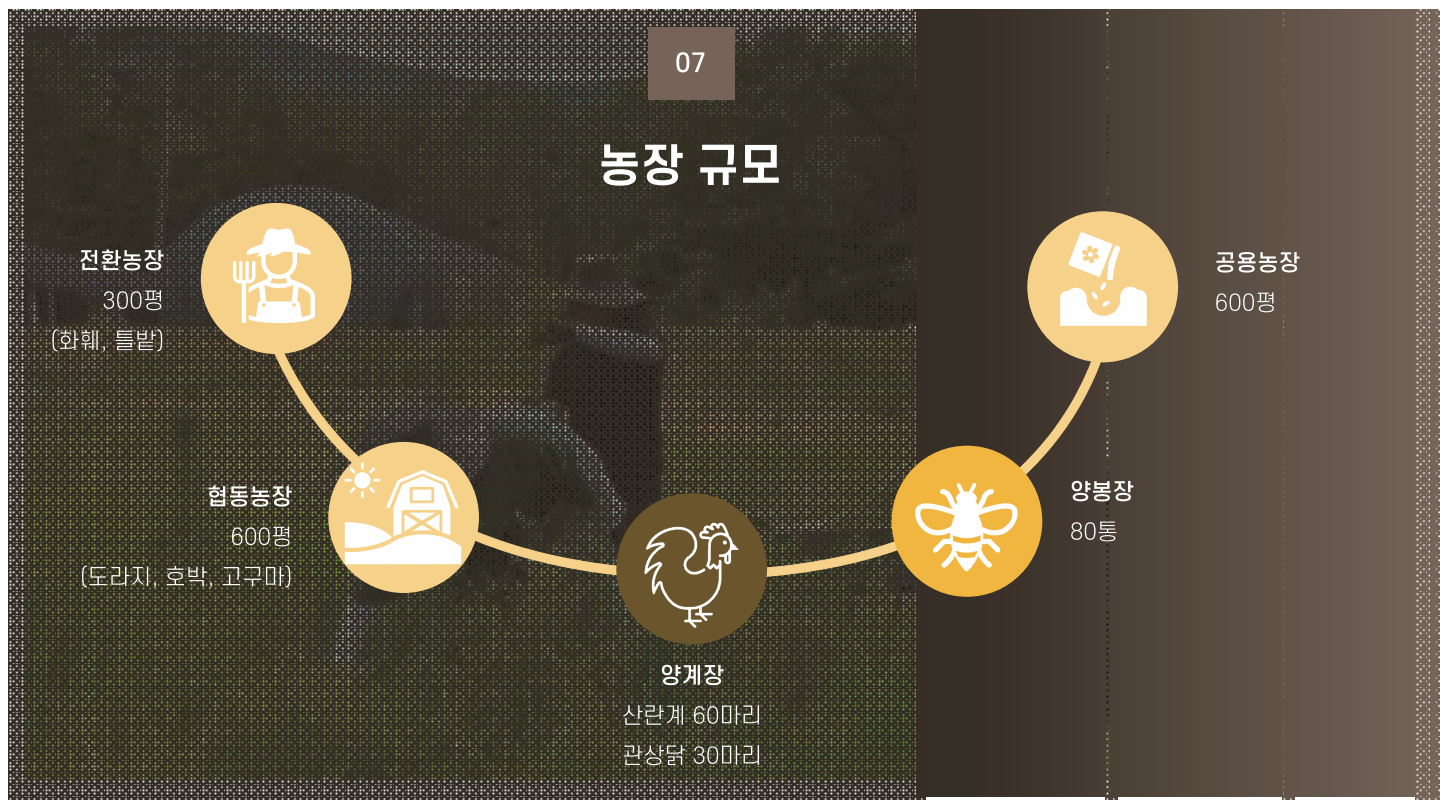 07
농장 규모
전환농장
300평
(화훼, 틀밭)
협동농장
600평
(도라지, 호박, 고구마)
양계장
산란계 60마리
관상닭 30마리
양봉장
80통
공용농장
600평